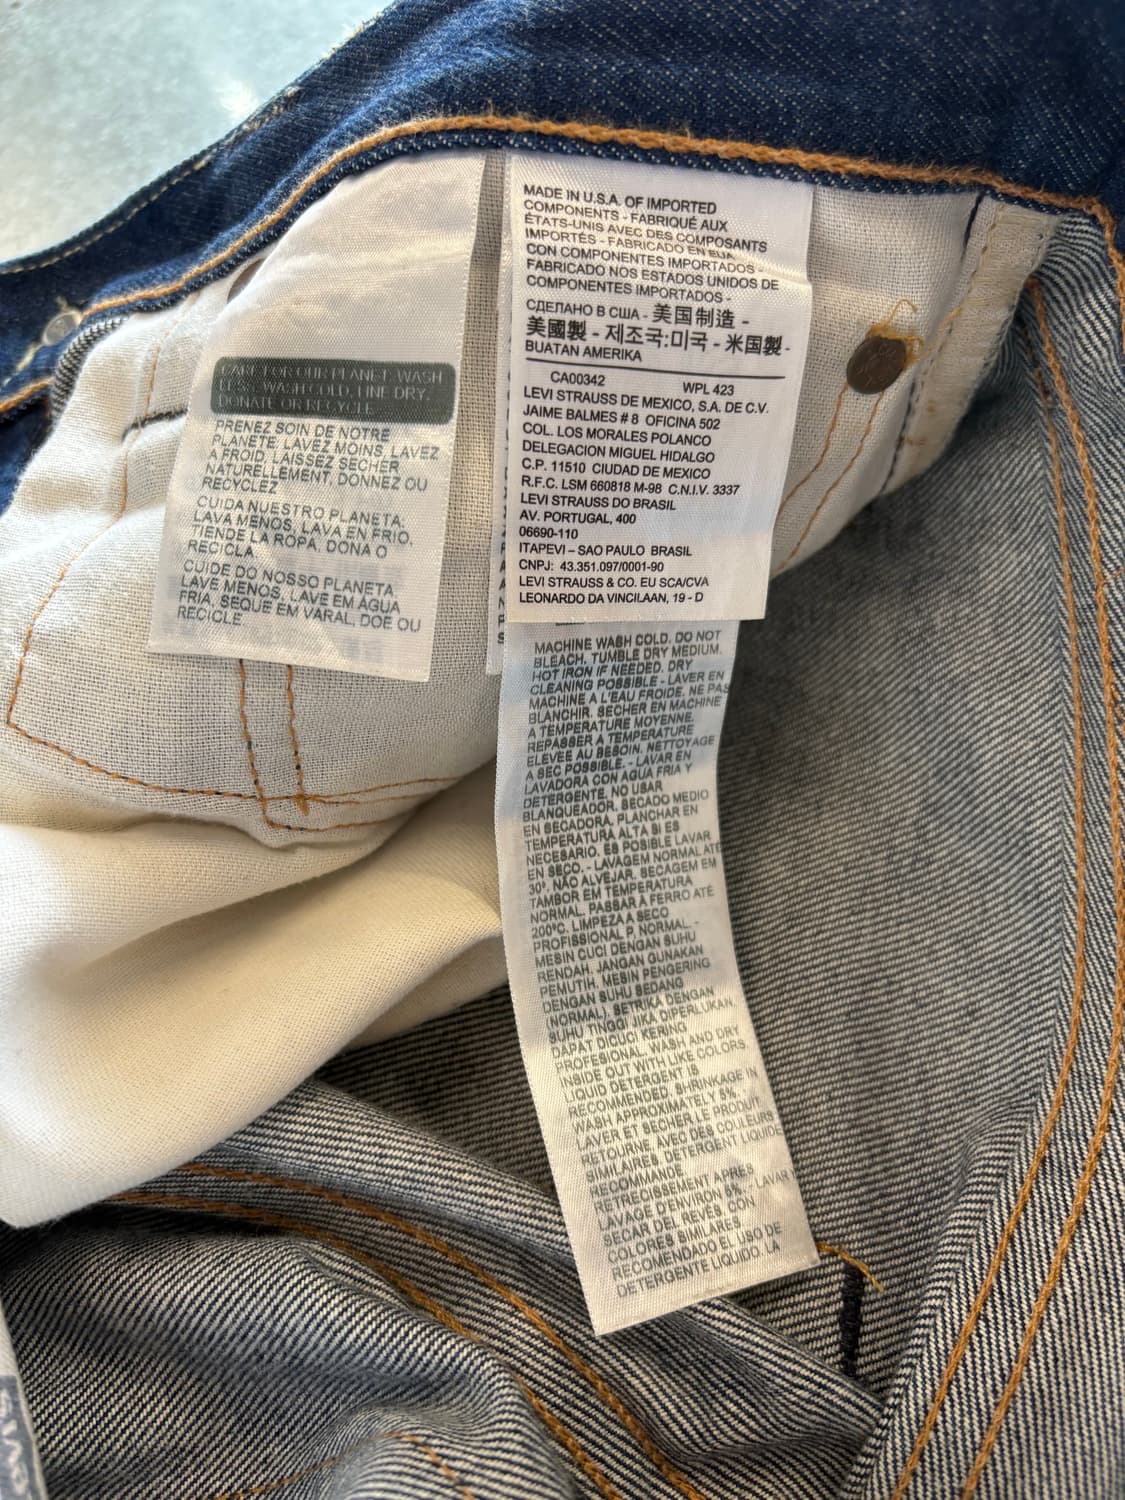 CARE FOR OUR PLANET. WASH
LESS, WASH COLD, LINE DRY,
DONATE OR RECYCLE
PRENEZ SOIN DE NOTRE
PLANETE: LAVEZ MOINS, LAVEZ
A FROID, LAISSEZ SECHER
NATURELLEMENT, DONNEZ OU
RECYCLEZ
CUIDA NUESTRO PLANETA:
LAVA MENOS, LAVA EN FRIO,
TIENDE LA ROPA, DONA O
RECICLA
CUIDE DO NOSSO PLANETA:
LAVE MENOS, LAVE EM ÁGUA
FRIA, SEQUE EM VARAL, DOE OU
RECICLE
MADE IN U.S.A. OF IMPORTED
COMPONENTS - FABRIQUÉ AUX
ÉTATS-UNIS AVEC DES COMPOSANTS
IMPORTÉS - FABRICADO EN EUA
CON COMPONENTES IMPORTADOS -
FABRICADO NOS ESTADOS UNIDOS DE
COMPONENTES IMPORTADOS -
СДЕЛАНО В США - 美国制造 -
美國製 - 제조국:미국 - 米国製 -
BUATAN AMERIKA
CA00342 WPL 423
LEVI STRAUSS DE MEXICO, S.A. DE C.V.
JAIME BALMES # 8 OFICINA 502
COL. LOS MORALES POLANCO
DELEGACION MIGUEL HIDALGO
C.P. 11510 CIUDAD DE MEXICO
R.F.C. LSM 660818 M-98 C.N.I.V. 3337
LEVI STRAUSS DO BRASIL
AV. PORTUGAL, 400
06690-110
ITAPEVI – SAO PAULO BRASIL
CNPJ: 43.351.097/0001-90
LEVI STRAUSS & CO. EU SCA/CVA
LEONARDO DA VINCILAAN, 19 - D
MACHINE WASH COLD. DO NOT
BLEACH. TUMBLE DRY MEDIUM.
HOT IRON IF NEEDED. DRY
CLEANING POSSIBLE - LAVER EN
MACHINE A L'EAU FROIDE. NE PAS
BLANCHIR. SECHER EN MACHINE
A TEMPERATURE MOYENNE.
REPASSER A TEMPERATURE
ELEVEE AU BESOIN. NETTOYAGE
A SEC POSSIBLE. - LAVAR EN
LAVADORA CON AGUA FRIA Y
DETERGENTE. NO USAR
BLANQUEADOR. SECADO MEDIO
EN SECADORA. PLANCHAR EN
TEMPERATURA ALTA SI ES
NECESARIO. ES POSIBLE LAVAR
EN SECO. - LAVAGEM NORMAL ATE
30º. NÃO ALVEJAR. SECAGEM EM
TAMBOR EM TEMPERATURA
NORMAL. PASSAR A FERRO ATE
200ºC. LIMPEZA A SECO
PROFISSIONAL P, NORMAL. -
MESIN CUCI DENGAN SUHU
RENDAH. JANGAN GUNAKAN
PEMUTIH. MESIN PENGERING
DENGAN SUHU SEDANG
(NORMAL). SETRIKA DENGAN
SUHU TINGGI JIKA DIPERLUKAN.
DAPAT DICUCI KERING
PROFESIONAL. WASH AND DRY
INSIDE OUT WITH LIKE COLORS.
LIQUID DETERGENT IS
RECOMMENDED. SHRINKAGE IN
WASH APPROXIMATELY 5%. -
LAVER ET SECHER LE PRODUIT
RETOURNE, AVEC DES COULEURS
SIMILAIRES. DETERGENT LIQUIDE
RECOMMANDE.
RETRECISSEMENT APRES
LAVAGE D'ENVIRON 5%. - LAVAR Y
SECAR DEL REVES CON
COLORES SIMILARES.
RECOMENDADO EL USO DE
DETERGENTE LIQUIDO. LA